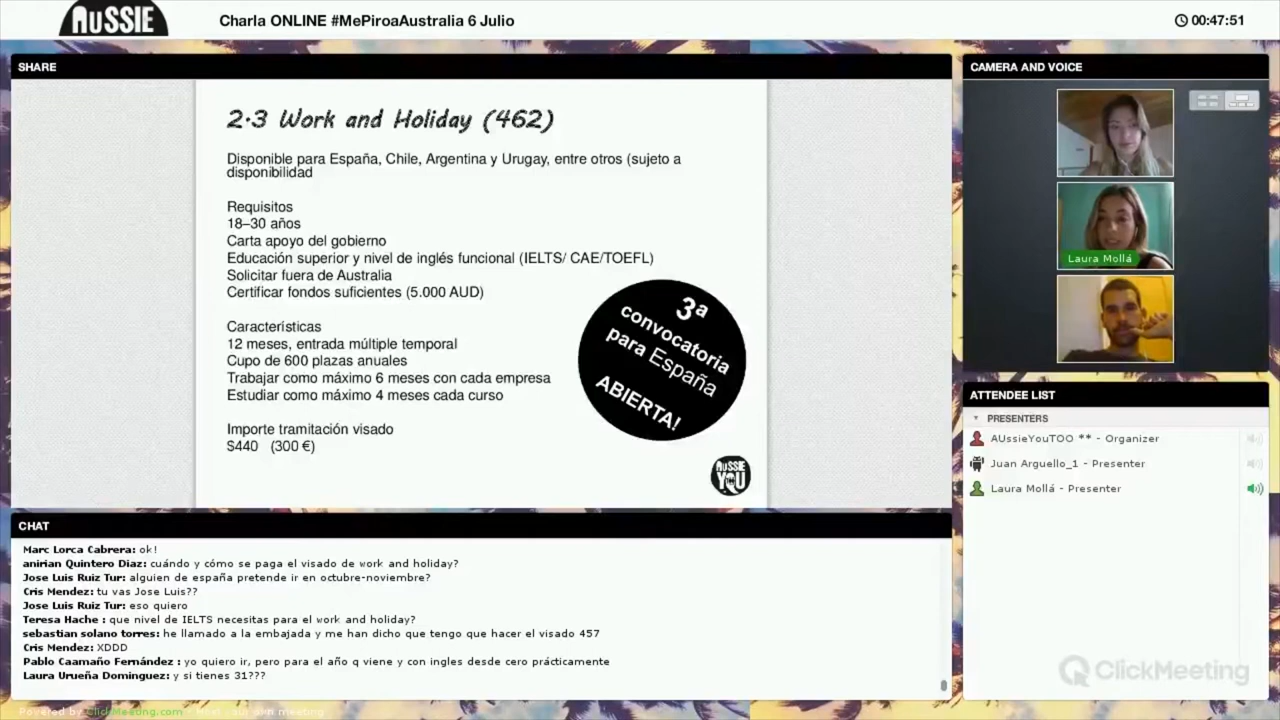 AUSSIE
Charla ONLINE #MePiroaAustralia 6 Julio
00:47:51
SHARE
2.3 Work and Holiday (462)
Disponible para España, Chile, Argentina y Urugay, entre otros (sujeto a
disponibilidad
Requisitos
18–30 años
Carta apoyo del gobierno
Educación superior y nivel de inglés funcional (IELTS/ CAE/TOEFL)
Solicitar fuera de Australia
Certificar fondos suficientes (5.000 AUD)
Características
12 meses, entrada múltiple temporal
Cupo de 600 plazas anuales
Trabajar como máximo 6 meses con cada empresa
Estudiar como máximo 4 meses cada curso
Importe tramitación visado
$440 (300 €)
3ª
convocatoria
para España
ABIERTA!
AUSSIE
YOU
CAMERA AND VOICE
Laura Mollá
ATTENDEE LIST
PRESENTERS
AUssieYouTOO ** - Organizer
Juan Arguello_1 - Presenter
Laura Mollá - Presenter
CHAT
Marc Lorca Cabrera: ok!
anirian Quintero Diaz: cuándo y cómo se paga el visado de work and holiday?
Jose Luis Ruiz Tur: alguien de españa pretende ir en octubre-noviembre?
Cris Mendez: tu vas Jose Luis??
Jose Luis Ruiz Tur: eso quiero
Teresa Hache : que nivel de IELTS necesitas para el work and holiday?
sebastian solano torres: he llamado a la embajada y me han dicho que tengo que hacer el visado 457
Cris Mendez: XDDD
Pablo Caamaño Fernández : yo quiero ir, pero para el año q viene y con ingles desde cero prácticamente
Laura Urueña Dominguez: y si tienes 31???
ClickMeeting
Powered by ClickMeeting.com